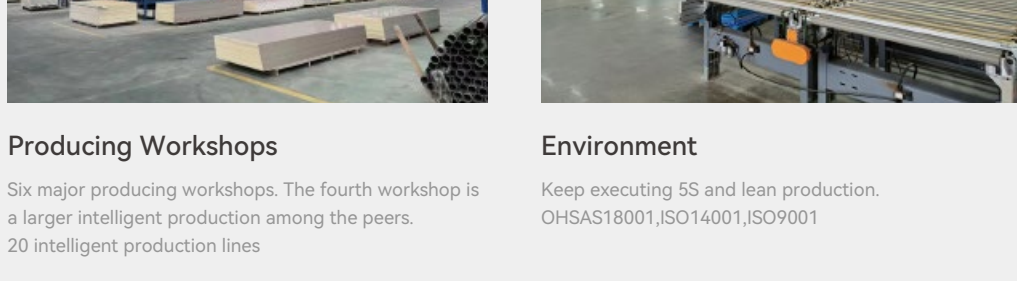 Producing Workshops
Six major producing workshops. The fourth workshop is
a larger intelligent production among the peers.
20 intelligent production lines
Environment
Keep executing 5S and lean production.
OHSAS18001,ISO14001,ISO9001